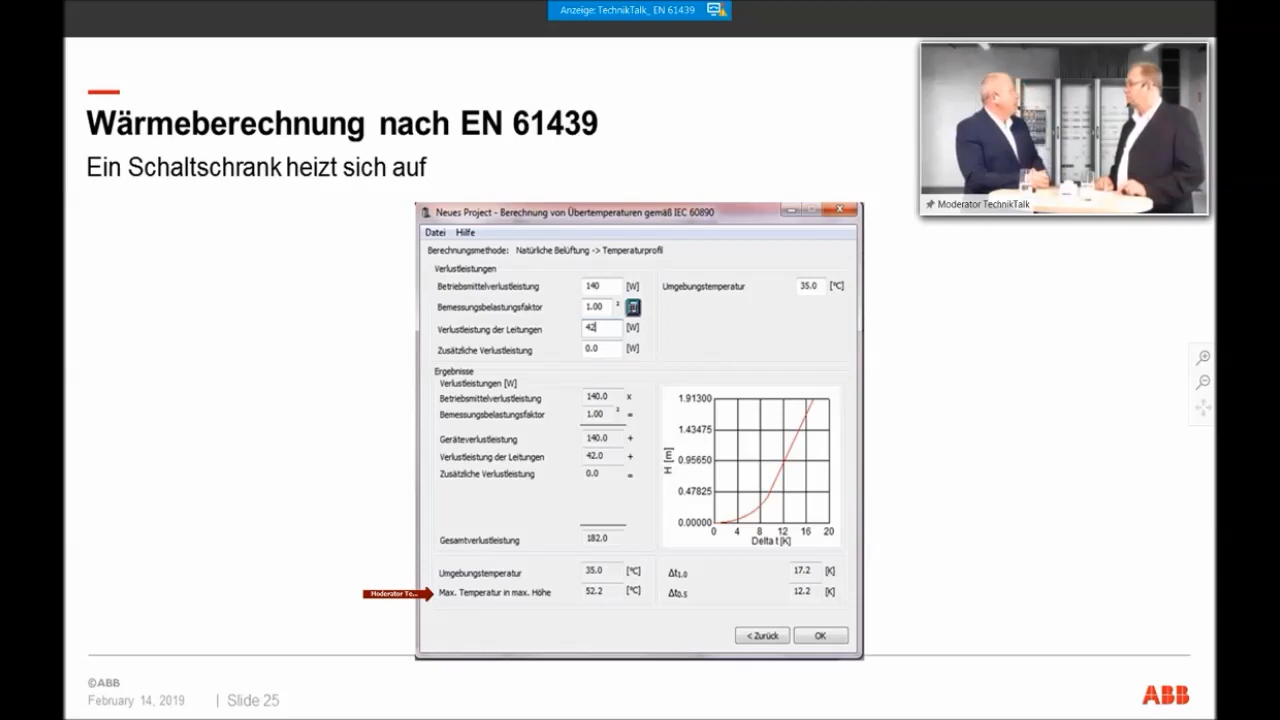 Anzeige: TechnikTalk_ EN 61439
Wärmeberechnung nach EN 61439
Ein Schaltschrank heizt sich auf
Moderator TechnikTalk
Neues Project - Berechnung von Übertemperaturen gemäß IEC 60890
Datei Hilfe
Berechnungsmethode: Natürliche Belüftung -> Temperaturprofil
Verlustleistungen
Betriebsmittelverlustleistung 140 [W]
Umgebungstemperatur 35.0 [°C]
Bemessungsbelastungsfaktor 1.00 ²
Verlustleistung der Leitungen 42 [W]
Zusätzliche Verlustleistung 0.0 [W]
Ergebnisse
Verlustleistungen [W]
Betriebsmittelverlustleistung 140.0 x
Bemessungsbelastungsfaktor 1.00 ² =
Geräteverlustleistung 140.0 +
Verlustleistung der Leitungen 42.0 +
Zusätzliche Verlustleistung 0.0 =
Gesamtverlustleistung 182.0
H [m]
1.91300
1.43475
0.95650
0.47825
0.00000
0 4 8 12 16 20
Delta t [K]
Umgebungstemperatur 35.0 [°C]
Δt1.0 17.2 [K]
Moderator Te...
Max. Temperatur in max. Höhe 52.2 [°C]
Δt0.5 12.2 [K]
< Zurück OK
©ABB
February 14, 2019 | Slide 25
ABB